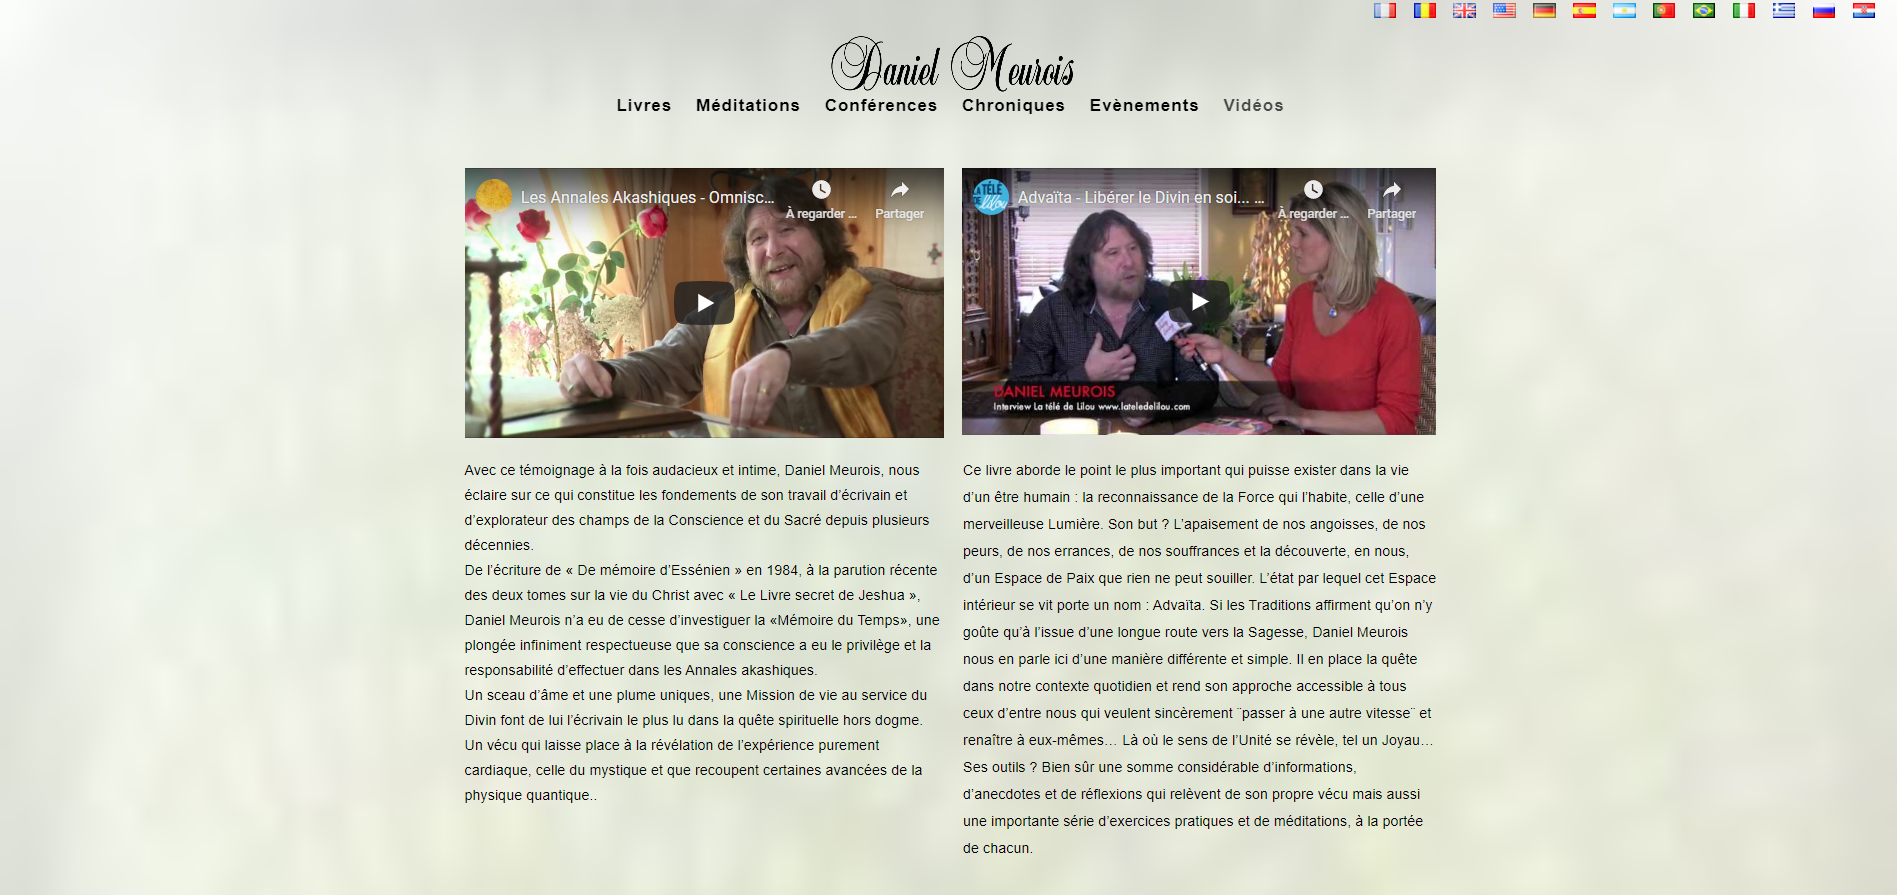 Daniel Meurois
Livres Méditations Conférences Chroniques Evènements Vidéos
Les Annales Akashiques - Omnisc...
À regarder ...
Partager
LA TÉLÉ DE lilou
Advaïta - Libérer le Divin en soi... ...
À regarder ...
Partager
DANIEL MEUROIS
Interview La télé de Lilou www.lateledelilou.com
Avec ce témoignage à la fois audacieux et intime, Daniel Meurois, nous
éclaire sur ce qui constitue les fondements de son travail d’écrivain et
d’explorateur des champs de la Conscience et du Sacré depuis plusieurs
décennies.
De l’écriture de « De mémoire d’Essénien » en 1984, à la parution récente
des deux tomes sur la vie du Christ avec « Le Livre secret de Jeshua »,
Daniel Meurois n’a eu de cesse d’investiguer la «Mémoire du Temps», une
plongée infiniment respectueuse que sa conscience a eu le privilège et la
responsabilité d’effectuer dans les Annales akashiques.
Un sceau d’âme et une plume uniques, une Mission de vie au service du
Divin font de lui l’écrivain le plus lu dans la quête spirituelle hors dogme.
Un vécu qui laisse place à la révélation de l’expérience purement
cardiaque, celle du mystique et que recoupent certaines avancées de la
physique quantique..
Ce livre aborde le point le plus important qui puisse exister dans la vie
d’un être humain : la reconnaissance de la Force qui l’habite, celle d’une
merveilleuse Lumière. Son but ? L’apaisement de nos angoisses, de nos
peurs, de nos errances, de nos souffrances et la découverte, en nous,
d’un Espace de Paix que rien ne peut souiller. L’état par lequel cet Espace
intérieur se vit porte un nom : Advaïta. Si les Traditions affirment qu’on n’y
goûte qu’à l’issue d’une longue route vers la Sagesse, Daniel Meurois
nous en parle ici d’une manière différente et simple. Il en place la quête
dans notre contexte quotidien et rend son approche accessible à tous
ceux d’entre nous qui veulent sincèrement ¨passer à une autre vitesse¨ et
renaître à eux-mêmes… Là où le sens de l’Unité se révèle, tel un Joyau…
Ses outils ? Bien sûr une somme considérable d’informations,
d’anecdotes et de réflexions qui relèvent de son propre vécu mais aussi
une importante série d’exercices pratiques et de méditations, à la portée
de chacun.